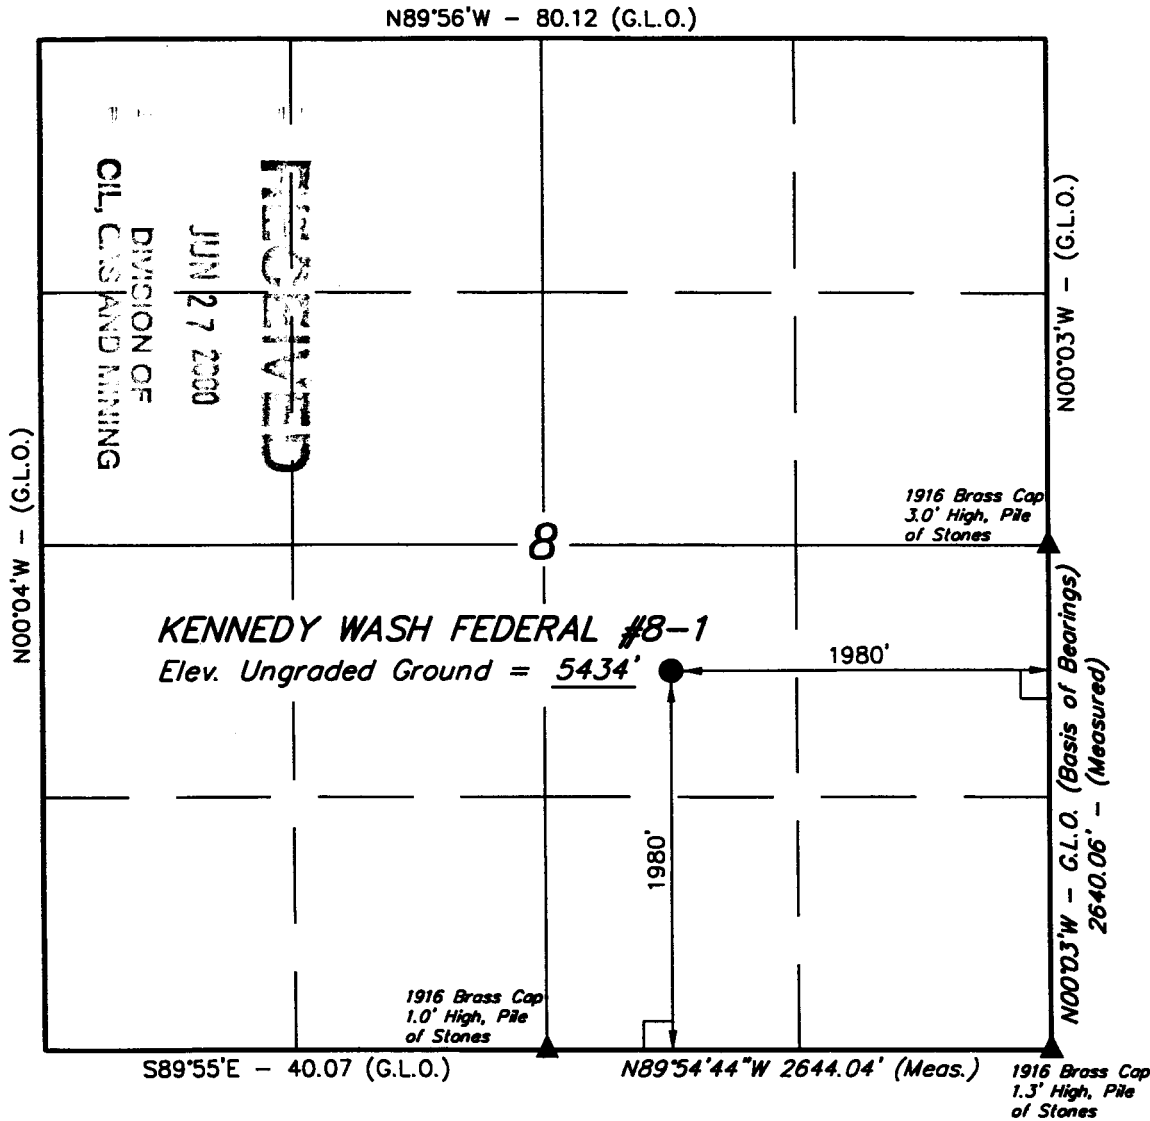 N89°56'W - 80.12 (G.L.O.)
RECEIVED
JUN 27 2000
DIVISION OF
OIL, GAS AND MINING
N00°03'W - (G.L.O.)
N00°04'W - (G.L.O.)
1916 Brass Cap
3.0' High, Pile
of Stones
8
KENNEDY WASH FEDERAL #8-1
Elev. Ungraded Ground = 5434'
1980'
1980'
N00°03'W - G.L.O. (Basis of Bearings)
2640.06' - (Measured)
1916 Brass Cap
1.0' High, Pile
of Stones
S89°55'E - 40.07 (G.L.O.)
N89°54'44"W 2644.04' (Meas.)
1916 Brass Cap
1.3' High, Pile
of Stones